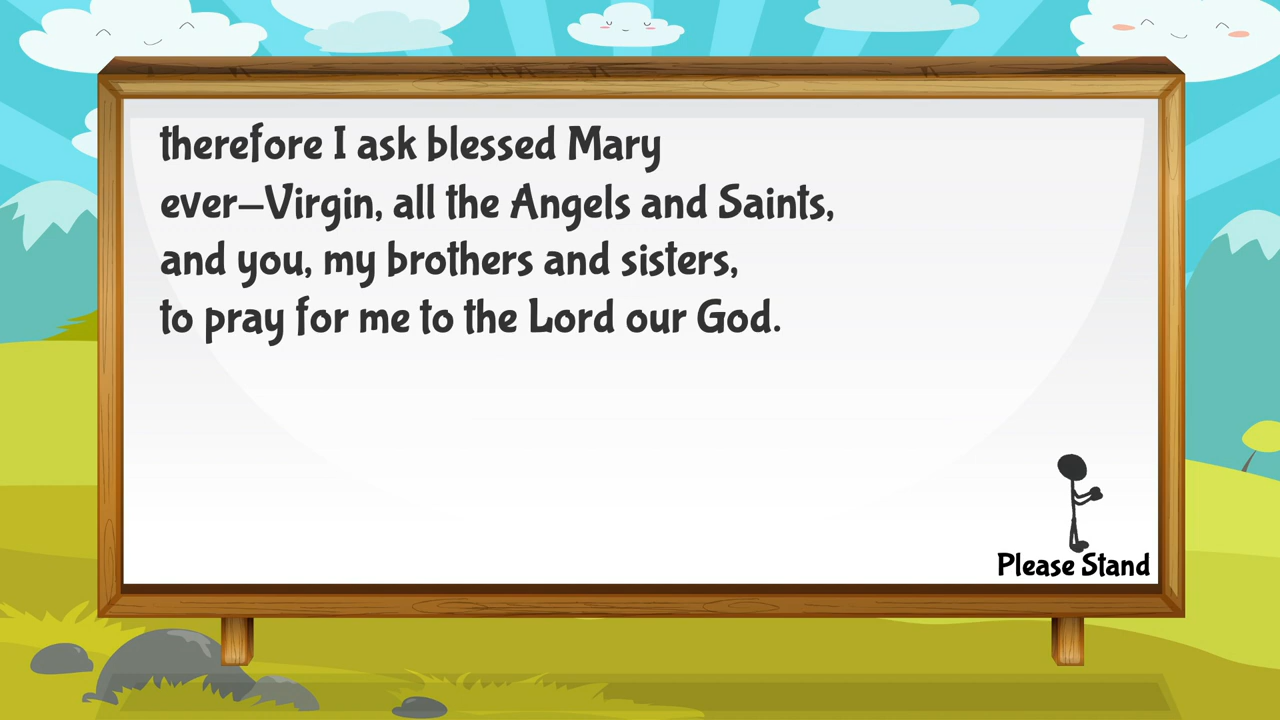 therefore I ask blessed Mary
ever–Virgin, all the Angels and Saints,
and you, my brothers and sisters,
to pray for me to the Lord our God.
Please Stand